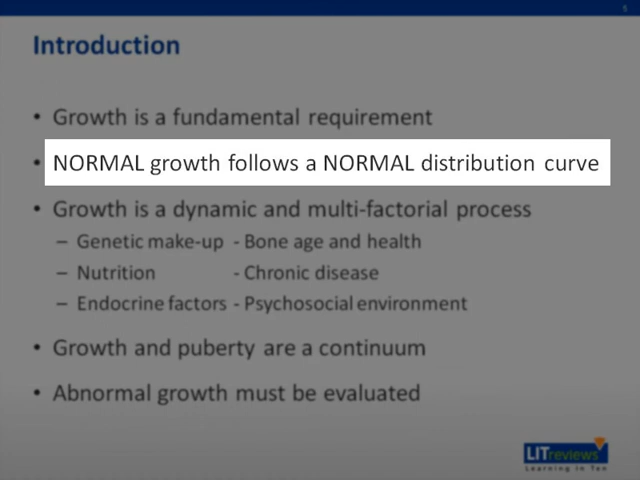 5
Introduction
• Growth is a fundamental requirement
• NORMAL growth follows a NORMAL distribution curve
• Growth is a dynamic and multi-factorial process
– Genetic make-up - Bone age and health
– Nutrition - Chronic disease
– Endocrine factors - Psychosocial environment
• Growth and puberty are a continuum
• Abnormal growth must be evaluated
LITreviews
Learning in Ten